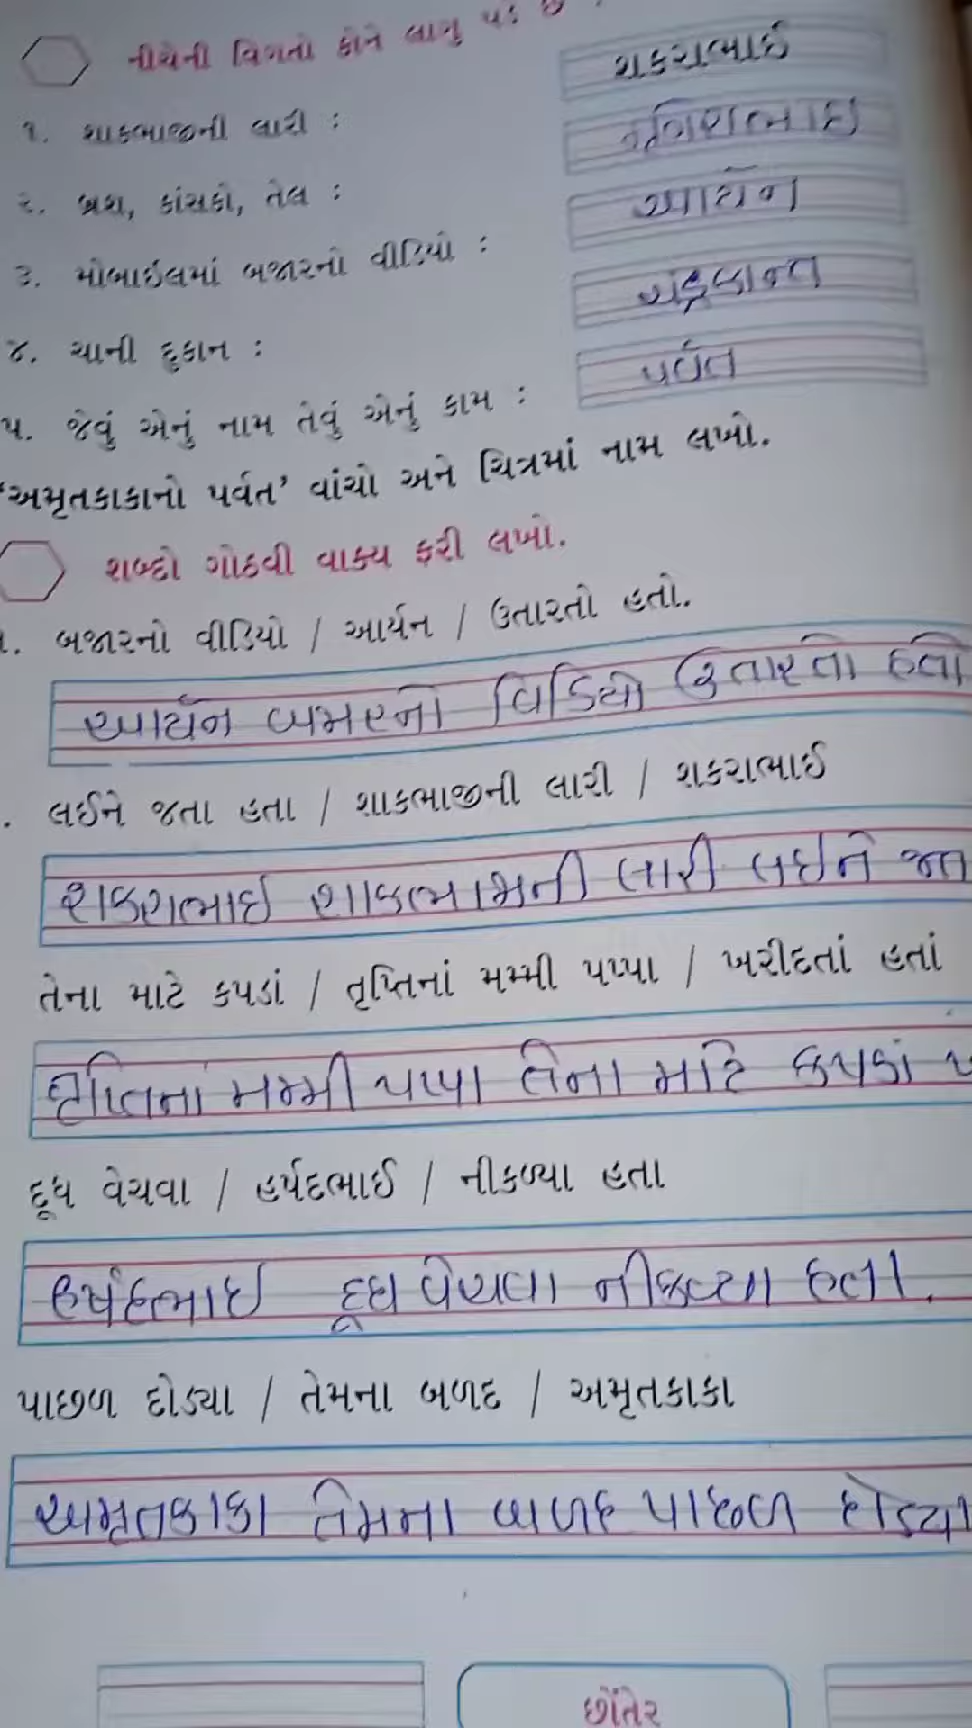 નીચેની વિગતો કોને લાગુ પડે છે
શકરાભાઈ
૧. શાકભાજીની લારી :
૨. બ્રશ, કાંસકો, તેલ :
આર્યન
૩. મોબાઈલમાં બજારનો વીડિયો :
ચંદ્રકાન્ત
૪. ચાની દુકાન :
પર્વત
૫. જેવું એનું નામ તેવું એનું કામ :
'અમૃતકાકાનો પર્વત' વાંચો અને ચિત્રમાં નામ લખો.
શબ્દો ગોઠવી વાક્ય ફરી લખો.
બજારનો વીડિયો / આર્યન / ઉતારતો હતો.
આર્યન બજારનો વિડિયો ઉતારતો હતો
લઈને જતા હતા / શાકભાજીની લારી / શકરાભાઈ
શકરાભાઇ શાકભાજીની લારી લઇને જત
તેના માટે કપડાં / તૃપ્તિનાં મમ્મી પપ્પા / ખરીદતાં હતાં
મમ્મી પપ્પા તેના માટે કપડાં
દૂધ વેચવા / હર્ષદભાઈ / નીકળ્યા હતા
હર્ષદભાઇ દૂધ વેચવા નીકળ્યા હતા.
પાછળ દોડ્યા / તેમના બળદ / અમૃતકાકા
અમૃતકાકા તેમના બળદ પાછળ દોડ્યા
છોંતેર